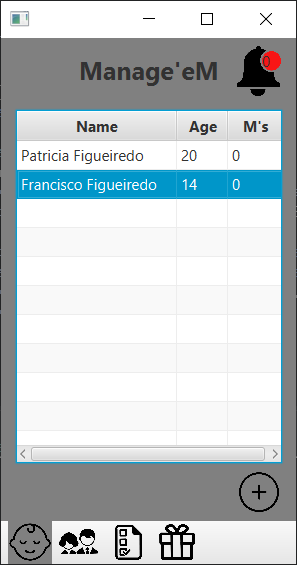 Manage'eM
0
Name Age M's
Patricia Figueiredo 20 0
Francisco Figueiredo 14 0